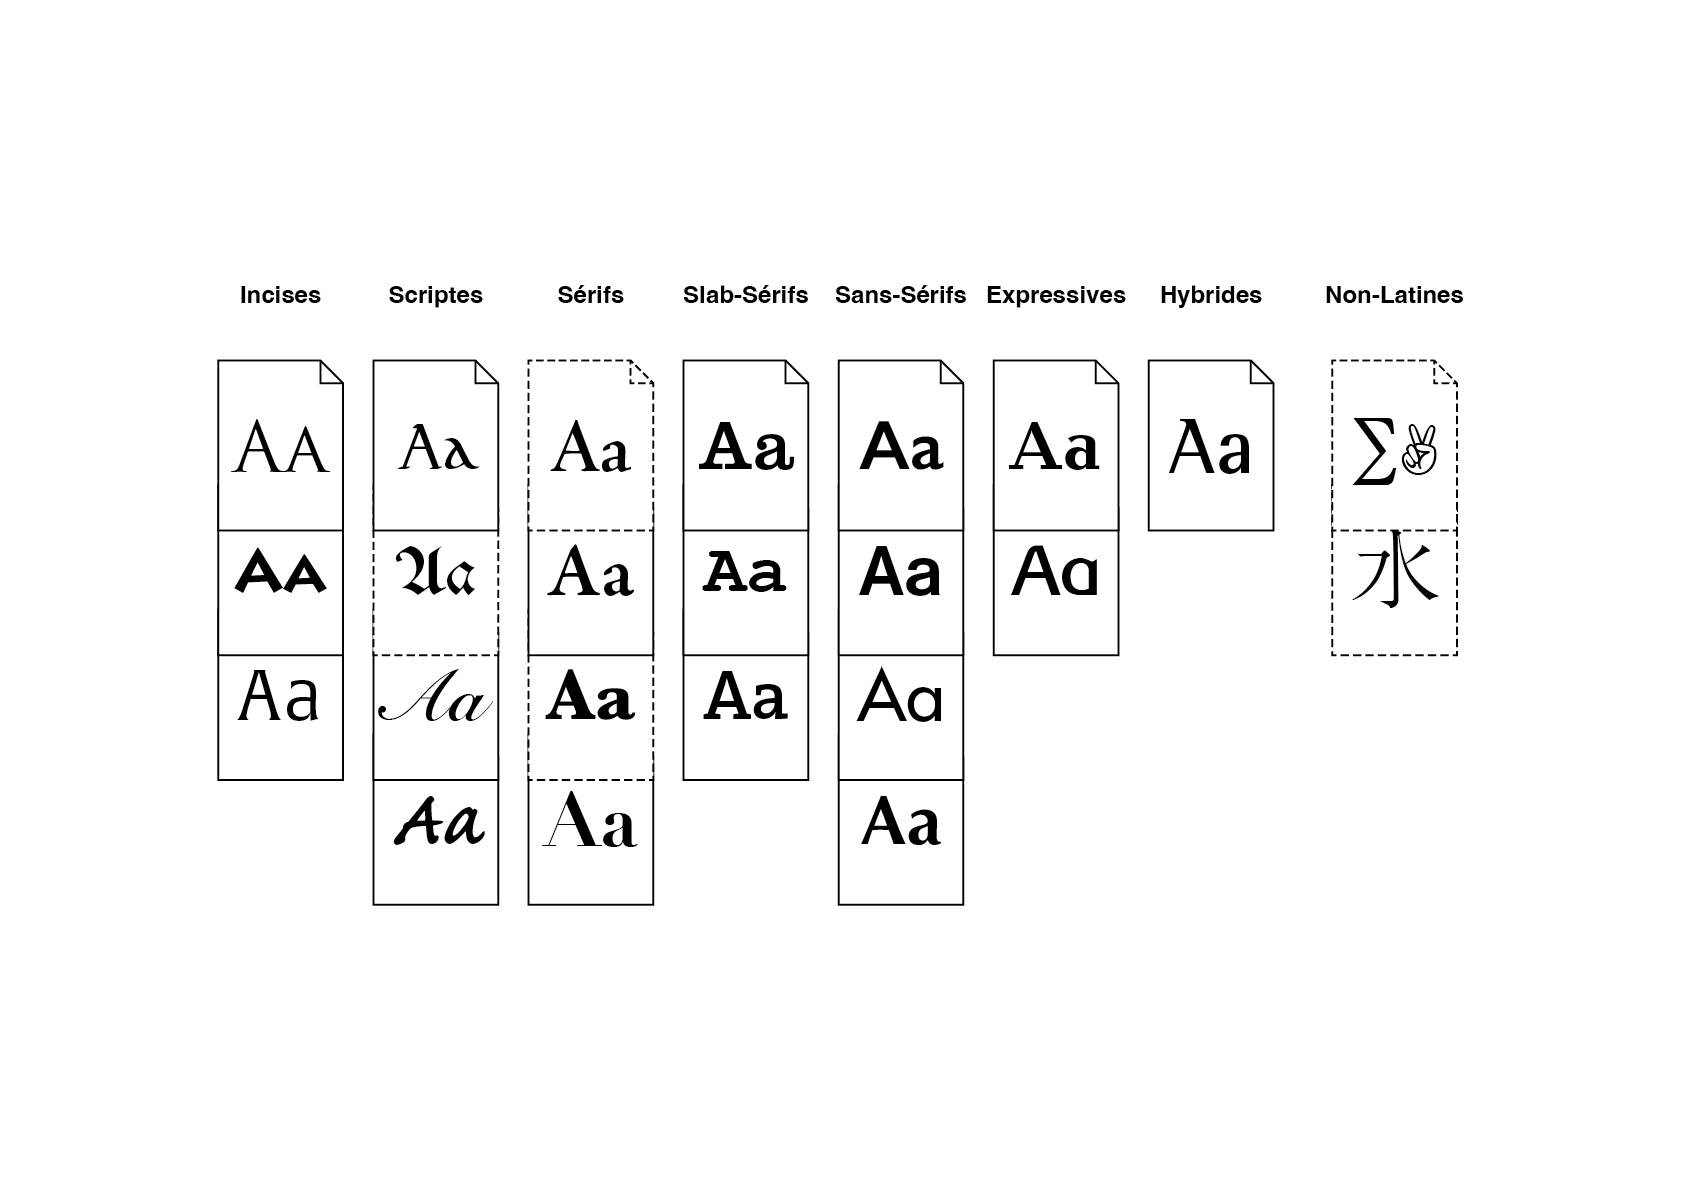 Incises Scriptes Sérifs Slab-Sérifs Sans-Sérifs Expressives Hybrides Non-Latines
AA Aa Aa Aa Aa Aa Aa ∑✌
AA Aa Aa Aa Aa Aa 水
Aa Aa Aa Aa Aa
Aa Aa Aa